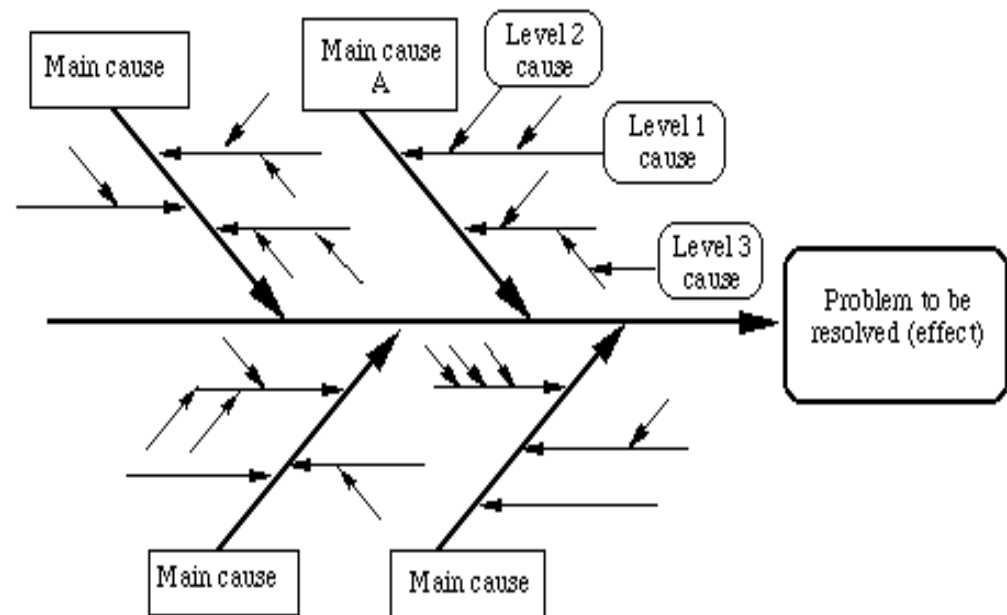 Main cause
Main cause
A
Level 2
cause
Level 1
cause
Level 3
cause
Problem to be
resolved (effect)
Main cause
Main cause